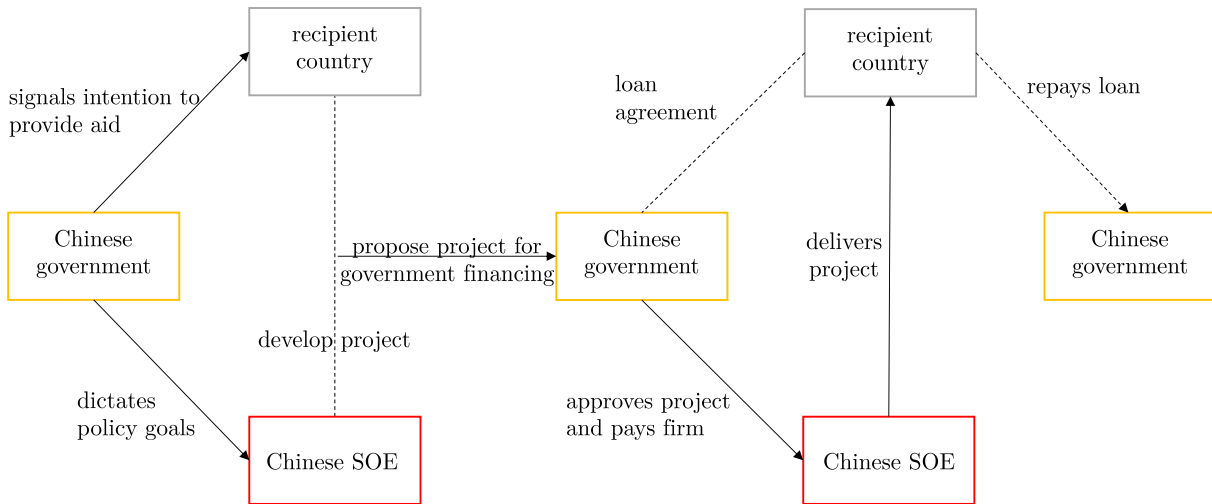 recipient
country
recipient
country
signals intention to
provide aid
loan
agreement
repays loan
Chinese
government
propose project for
government financing
Chinese
government
delivers
project
Chinese
government
develop project
dictates
policy goals
approves project
and pays firm
Chinese SOE
Chinese SOE